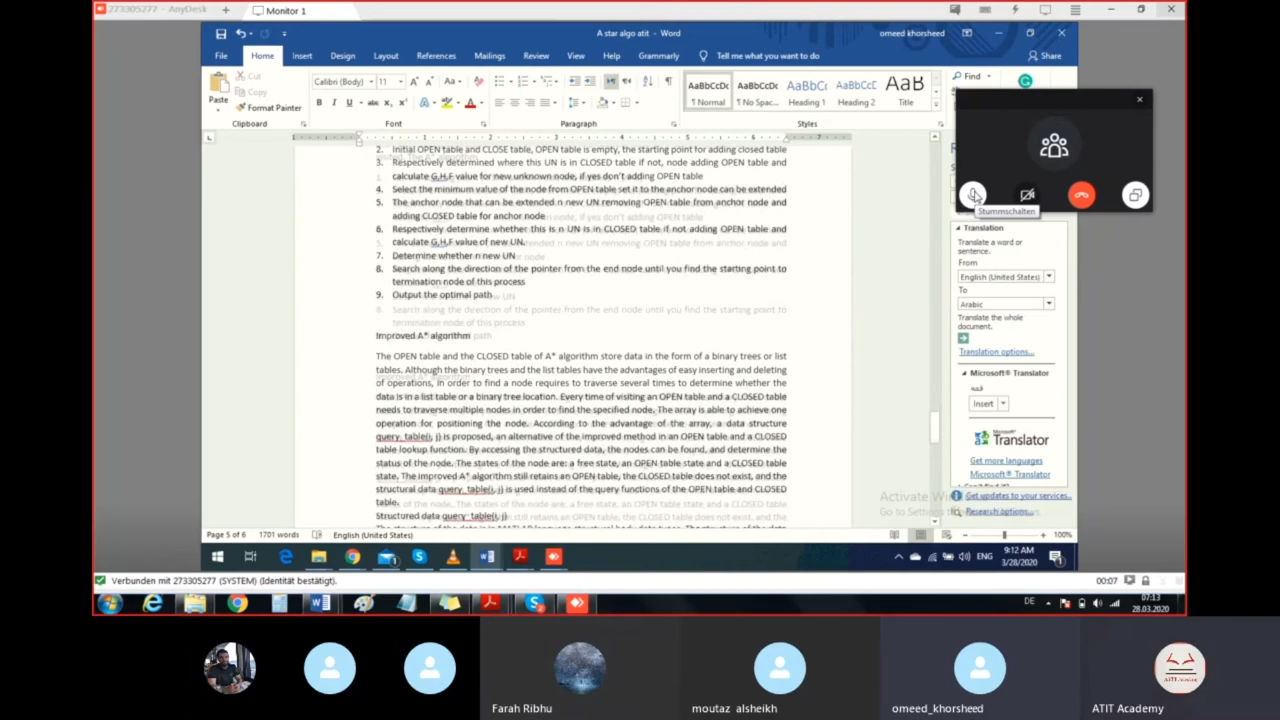 273305277 - AnyDesk
Monitor 1
A star algo atit - Word
omeed khorsheed
File Home Insert Design Layout References Mailings Review View Help Grammarly Tell me what you want to do Share
Cut
Copy
Paste
Format Painter
Calibri (Body) 11
Clipboard Font Paragraph Styles
AaBbCcDc AaBbCcDc AaBbC( AaBbCcC AaB
¶ Normal ¶ No Spac... Heading 1 Heading 2 Title
Find
2. Initial OPEN table and CLOSE table, OPEN table is empty, the starting point for adding closed table
3. Respectively determined where this UN is in CLOSED table if not, node adding OPEN table and
calculate G,H,F value for new unknown node, if yes don't adding OPEN table
4. Select the minimum value of the node from OPEN table set it to the anchor node can be extended
5. The anchor node that can be extended n new UN removing OPEN table from anchor node and
adding CLOSED table for anchor node
6. Respectively determine whether this is n UN is in CLOSED table if not adding OPEN table and
calculate G,H,F value of new UN.
7. Determine whether n new UN
8. Search along the direction of the pointer from the end node until you find the starting point to
termination node of this process
9. Output the optimal path
Improved A* algorithm
The OPEN table and the CLOSED table of A* algorithm store data in the form of a binary trees or list
tables. Although the binary trees and the list tables have the advantages of easy inserting and deleting
of operations, in order to find a node requires to traverse several times to determine whether the
data is in a list table or a binary tree location. Every time of visiting an OPEN table and a CLOSED table
needs to traverse multiple nodes in order to find the specified node. The array is able to achieve one
operation for positioning the node. According to the advantage of the array, a data structure
query_table(i, j) is proposed, an alternative of the improved method in an OPEN table and a CLOSED
table lookup function. By accessing the structured data, the nodes can be found, and determine the
status of the node. The states of the node are: a free state, an OPEN table state and a CLOSED table
state. The improved A* algorithm still retains an OPEN table, the CLOSED table does not exist, and the
structural data query_table(i, j) is used instead of the query functions of the OPEN table and CLOSED
table.
Structured data query_table(i, j)
Stummschalten
Translation
Translate a word or
sentence.
From
English (United States)
To
Arabic
Translate the whole
document.
Translation options...
Microsoft® Translator
Insert
Microsoft®
Translator
Get more languages
Microsoft® Translator
Get updates to your services...
Research options...
Page 5 of 6 1701 words English (United States) 100%
ENG
9:12 AM
3/28/2020
Verbunden mit 273305277 (SYSTEM) (Identität bestätigt).
00:07
DE
07:13
28.03.2020
Farah Ribhu
moutaz_alsheikh
omeed_khorsheed
ATIT Academy